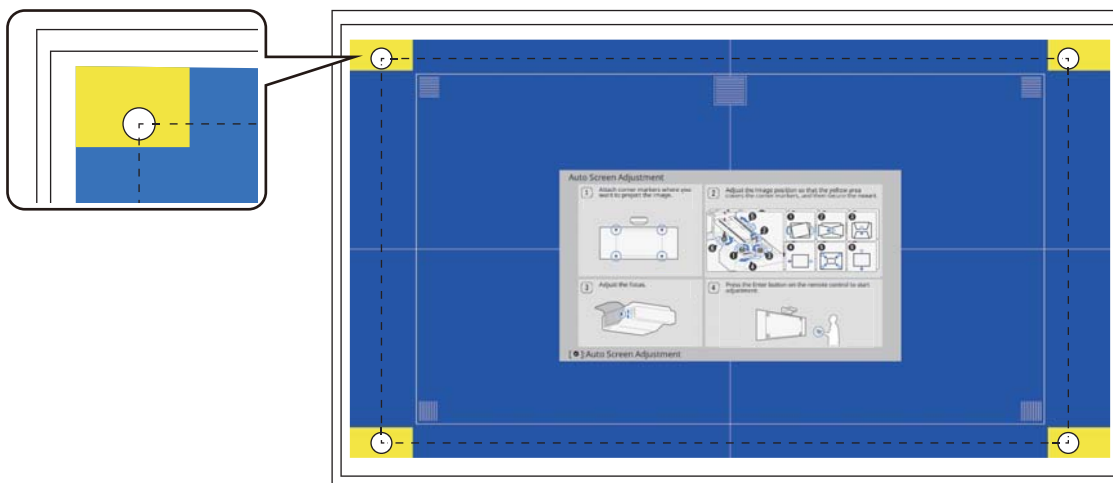 Auto Screen Adjustment
1
Attach corner markers where you
want to project the image.
2
Adjust the image position so that the yellow area
covers the corner markers, and then secure the mount.
3
Adjust the focus.
4
Press the Enter button on the remote control to start
adjustment.
[ ]:Auto Screen Adjustment